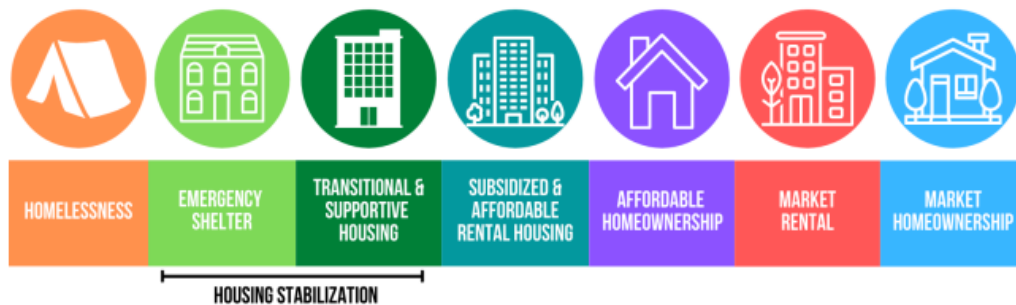 HOMELESSNESS
EMERGENCY
SHELTER
TRANSITIONAL &
SUPPORTIVE
HOUSING
SUBSIDIZED &
AFFORDABLE
RENTAL HOUSING
AFFORDABLE
HOMEOWNERSHIP
MARKET
RENTAL
MARKET
HOMEOWNERSHIP
HOUSING STABILIZATION